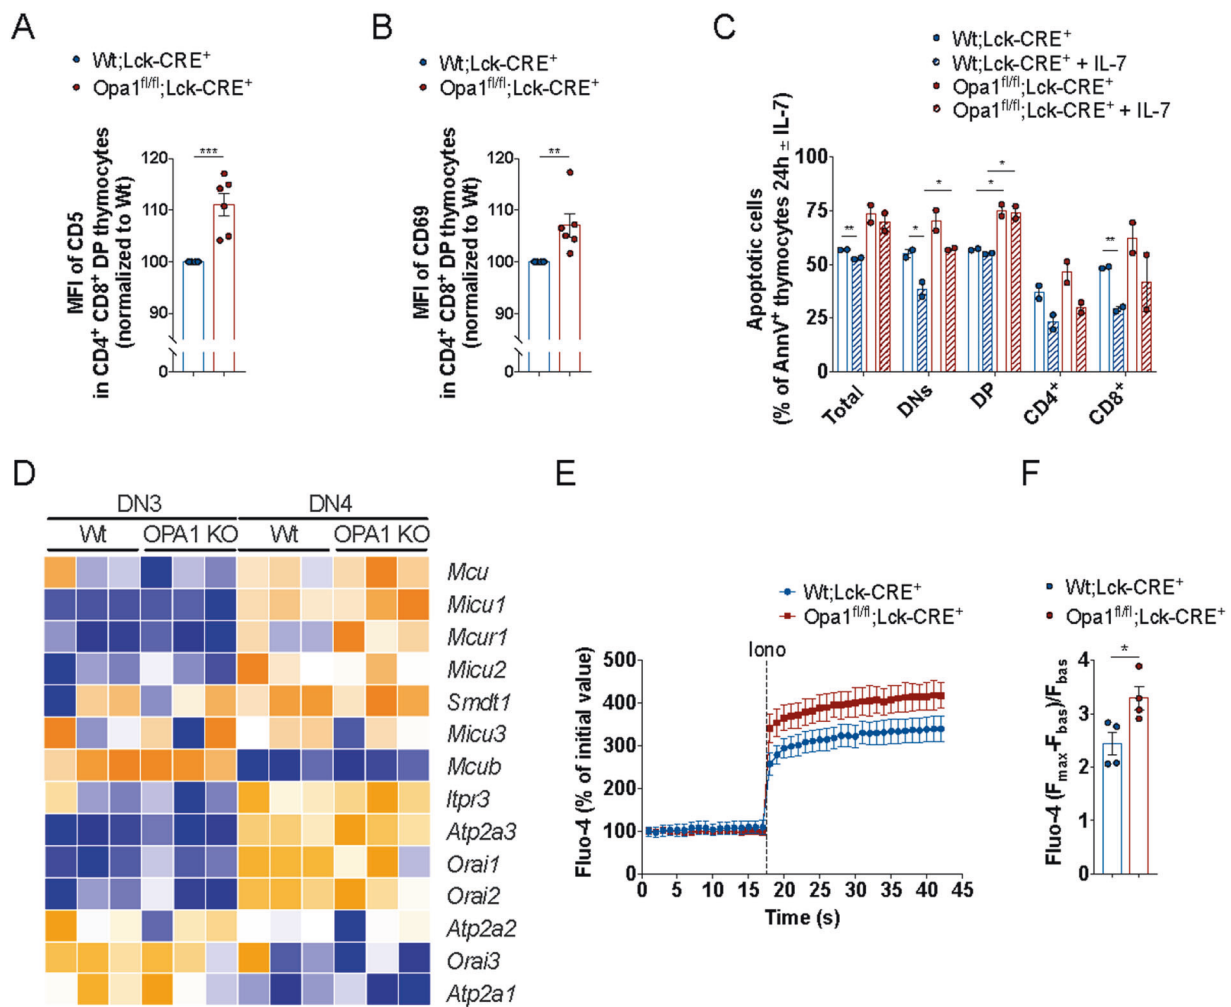 A
Wt;Lck-CRE+
Opa1fl/fl;Lck-CRE+
MFI of CD5
in CD4+ CD8+ DP thymocytes
(normalized to Wt)
120
110
100
90
0
***
B
Wt;Lck-CRE+
Opa1fl/fl;Lck-CRE+
MFI of CD69
in CD4+ CD8+ DP thymocytes
(normalized to Wt)
120
110
100
90
0
**
C
Wt;Lck-CRE+
Wt;Lck-CRE+ + IL-7
Opa1fl/fl;Lck-CRE+
Opa1fl/fl;Lck-CRE+ + IL-7
Apoptotic cells
(% of AnnV+ thymocytes 24h ± IL-7)
100
75
50
25
0
**
*
*
*
*
**
Total
DNs
DP
CD4+
CD8+
D
DN3 DN4
Wt OPA1 KO Wt OPA1 KO
Mcu
Micu1
Mcur1
Micu2
Smdt1
Micu3
Mcub
Itpr3
Atp2a3
Orai1
Orai2
Atp2a2
Orai3
Atp2a1
E
Wt;Lck-CRE+
Opa1fl/fl;Lck-CRE+
Iono
Fluo-4 (% of initial value)
500
400
300
200
100
0
0 5 10 15 20 25 30 35 40 45
Time (s)
F
Wt;Lck-CRE+
Opa1fl/fl;Lck-CRE+
Fluo-4 (Fmax-Fbas)/Fbas
4
3
2
1
0
*